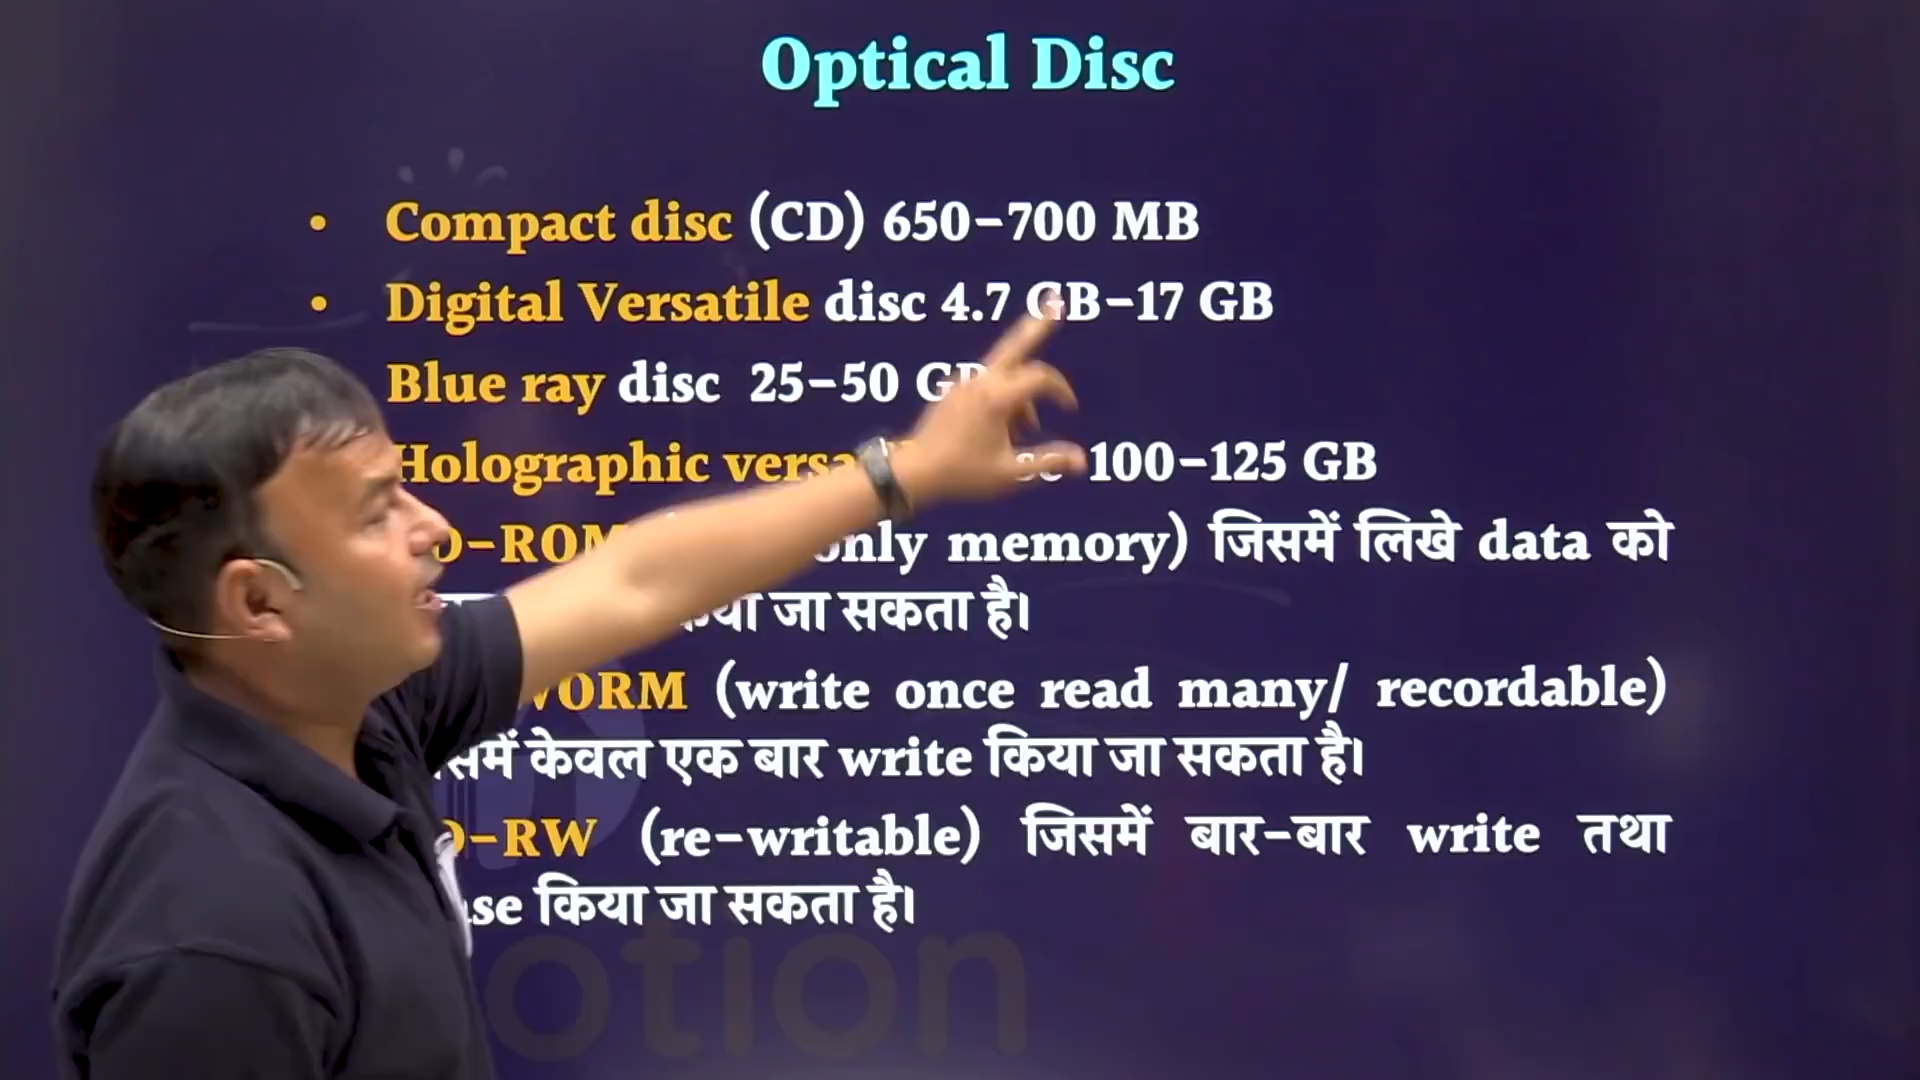 Optical Disc
• Compact disc (CD) 650-700 MB
• Digital Versatile disc 4.7 GB-17 GB
Blue ray disc 25-50
Holographic 100-125 GB
only memory) जिसमें लिखे data को
जा सकता है।
(write once read many/ recordable)
केवल एक बार write किया जा सकता है।
(re-writable) जिसमें बार-बार write तथा
किया जा सकता है।
otion